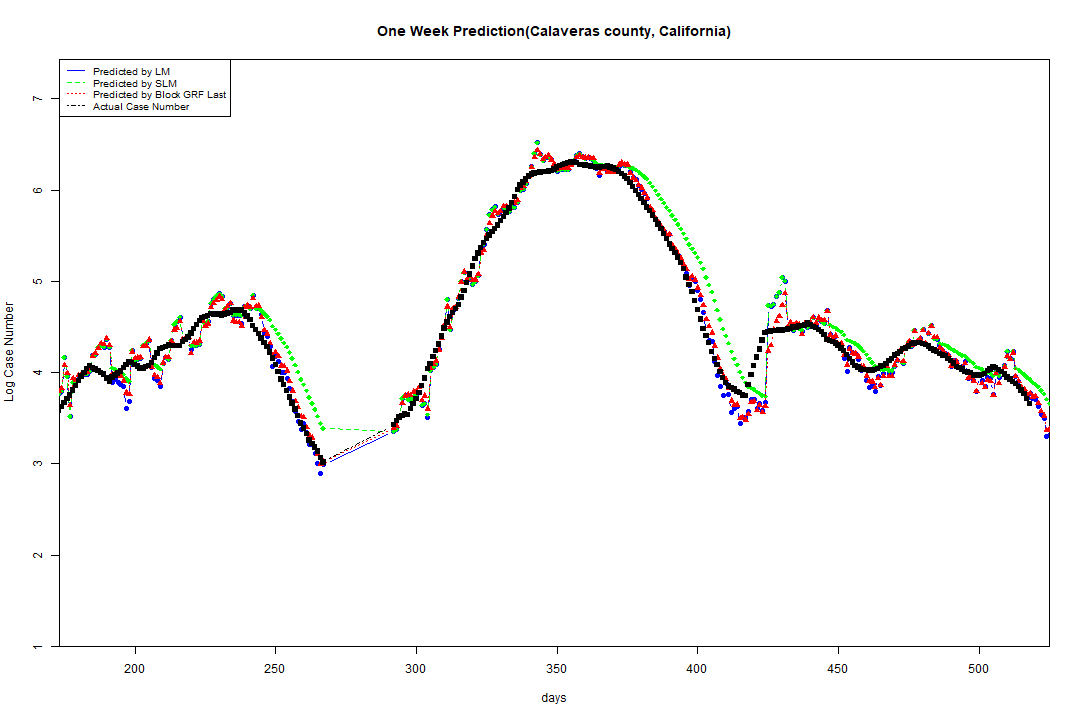 One Week Prediction(Calaveras county, California)
Predicted by LM
Predicted by SLM
Predicted by Block GRF Last
Actual Case Number
7
6
5
4
3
2
1
Log Case Number
200 250 300 350 400 450 500
days